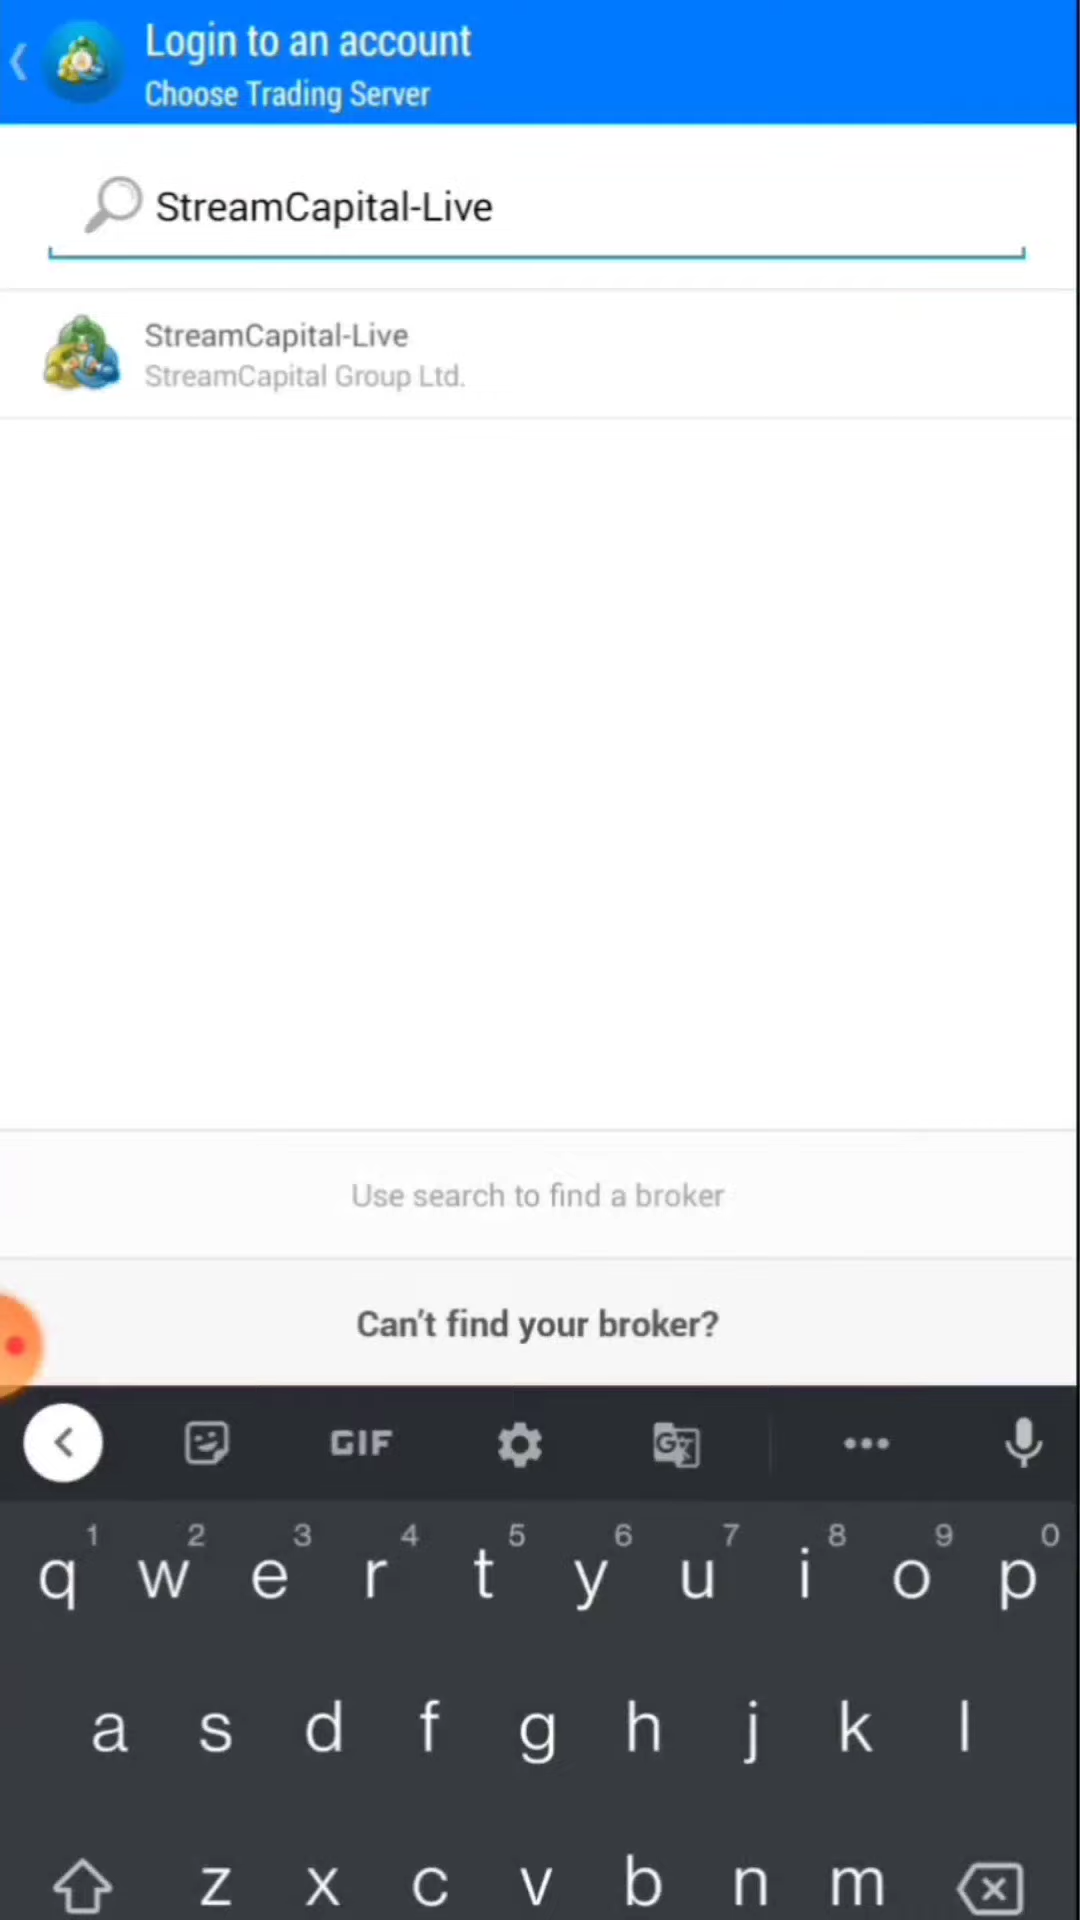 Login to an account
Choose Trading Server
StreamCapital-Live
StreamCapital-Live
StreamCapital Group Ltd.
Use search to find a broker
Can't find your broker?
GIF
1 2 3 4 5 6 7 8 9 0
q w e r t y u i o p
a s d f g h j k l
z x c v b n m